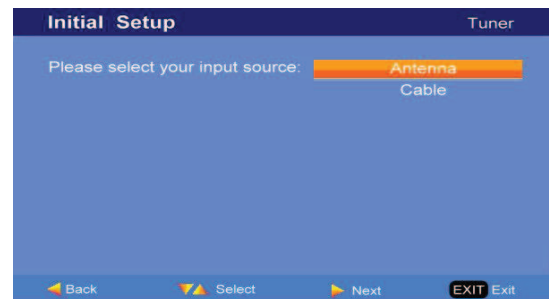 Initial Setup Tuner
Please select your input source: Antenna
Cable
Back Select Next EXIT Exit